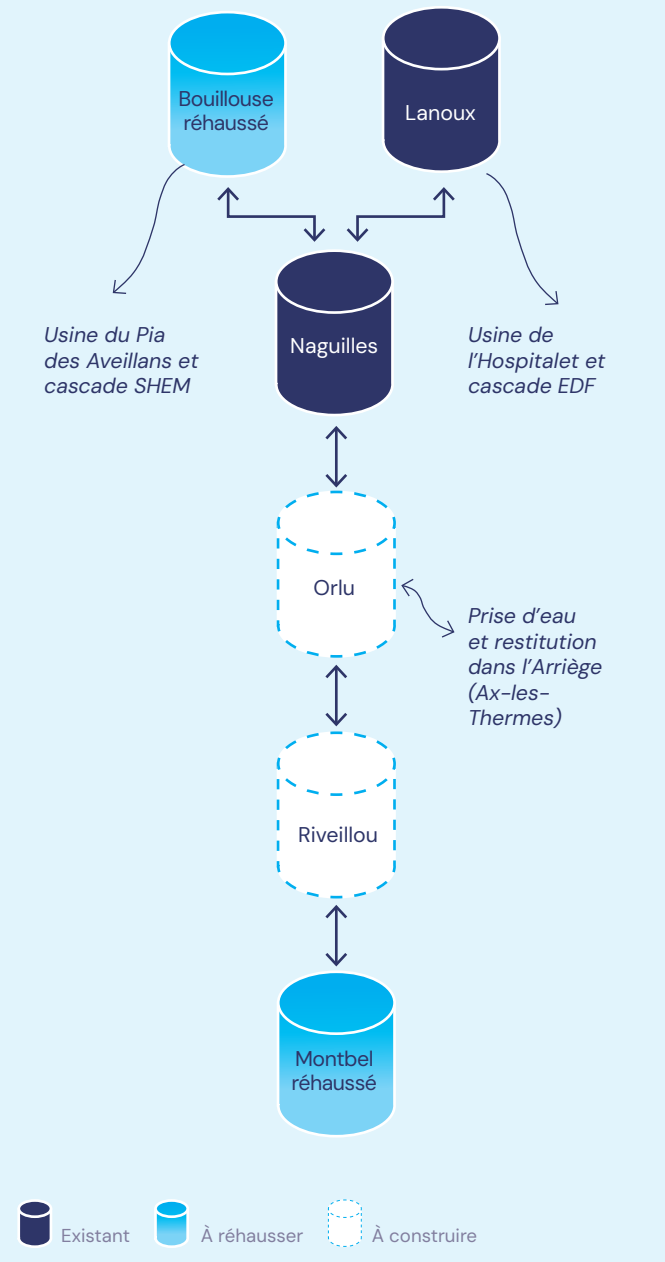 Bouillouse
réhaussé
Lanoux
Naguilles
Usine du Pia
des Aveillans et
cascade SHEM
Usine de
l’Hospitalet et
cascade EDF
Orlu
Prise d’eau
et restitution
dans l’Arriège
(Ax-les-
Thermes)
Riveillou
Montbel
réhaussé
Existant
À réhausser
À construire